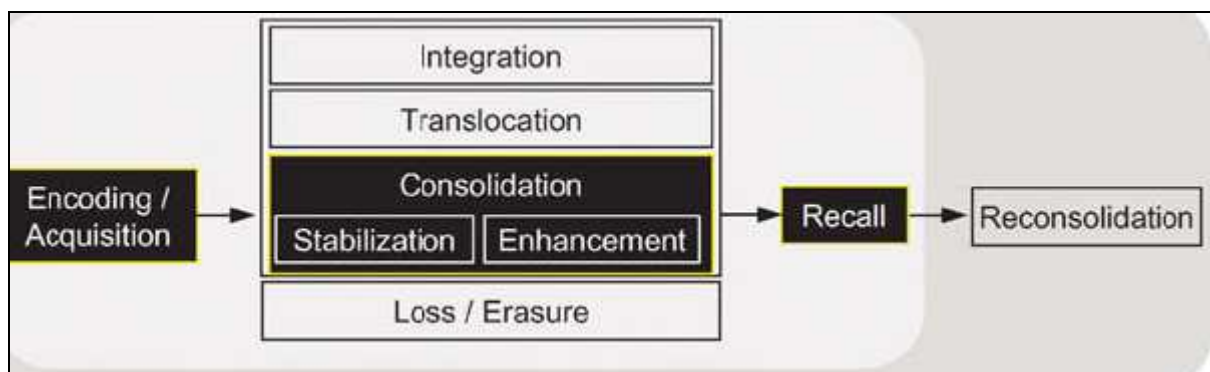 Integration
Translocation
Consolidation
Stabilization
Enhancement
Encoding /
Acquisition
Recall
Reconsolidation
Loss / Erasure